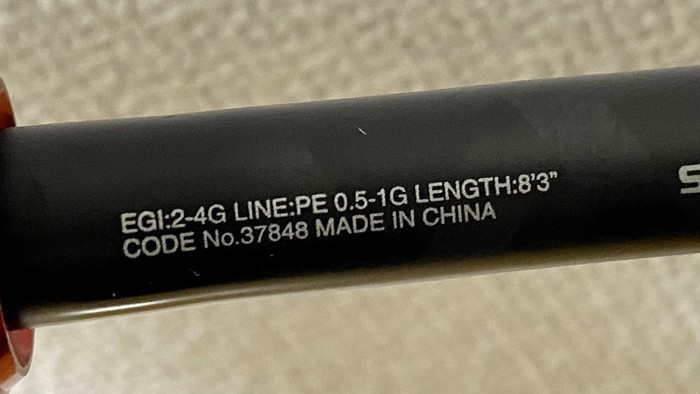 EGI:2-4G LINE:PE 0.5-1G LENGTH:8'3"
CODE No.37848 MADE IN CHINA